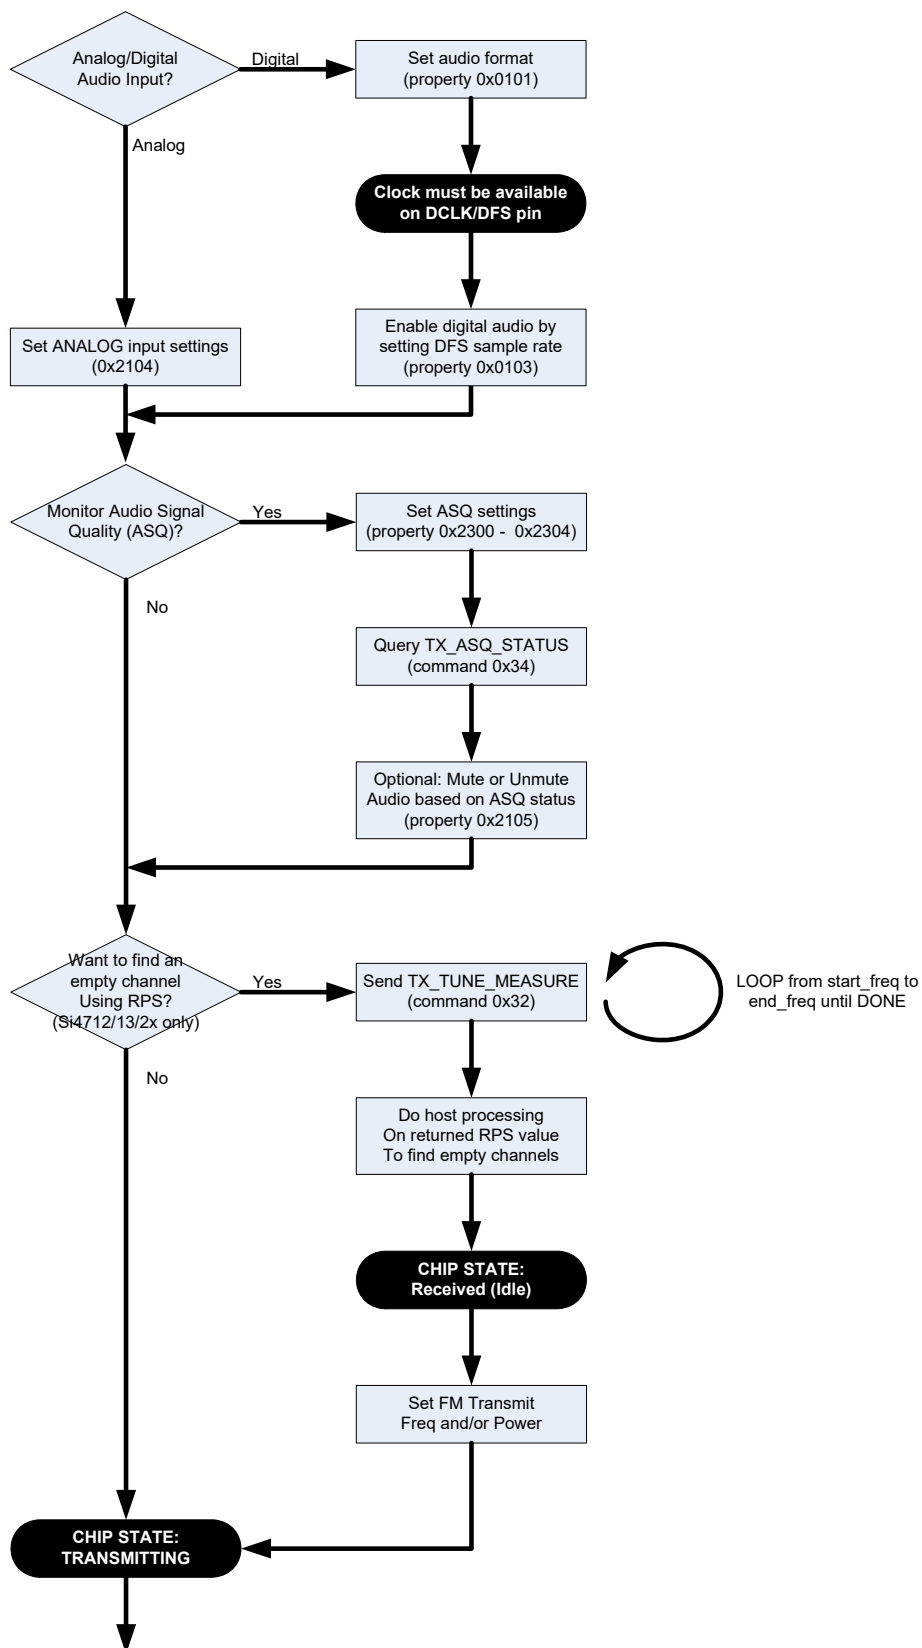 Analog/Digital
Audio Input?
Digital
Set audio format
(property 0x0101)
Analog
Clock must be available
on DCLK/DFS pin
Set ANALOG input settings
(0x2104)
Enable digital audio by
setting DFS sample rate
(property 0x0103)
Monitor Audio Signal
Quality (ASQ)?
Yes
Set ASQ settings
(property 0x2300 - 0x2304)
No
Query TX_ASQ_STATUS
(command 0x34)
Optional: Mute or Unmute
Audio based on ASQ status
(property 0x2105)
Want to find an
empty channel
Using RPS?
(Si4712/13/2x only)
Yes
Send TX_TUNE_MEASURE
(command 0x32)
LOOP from start_freq to
end_freq until DONE
No
Do host processing
On returned RPS value
To find empty channels
CHIP STATE:
Received (Idle)
Set FM Transmit
Freq and/or Power
CHIP STATE:
TRANSMITTING